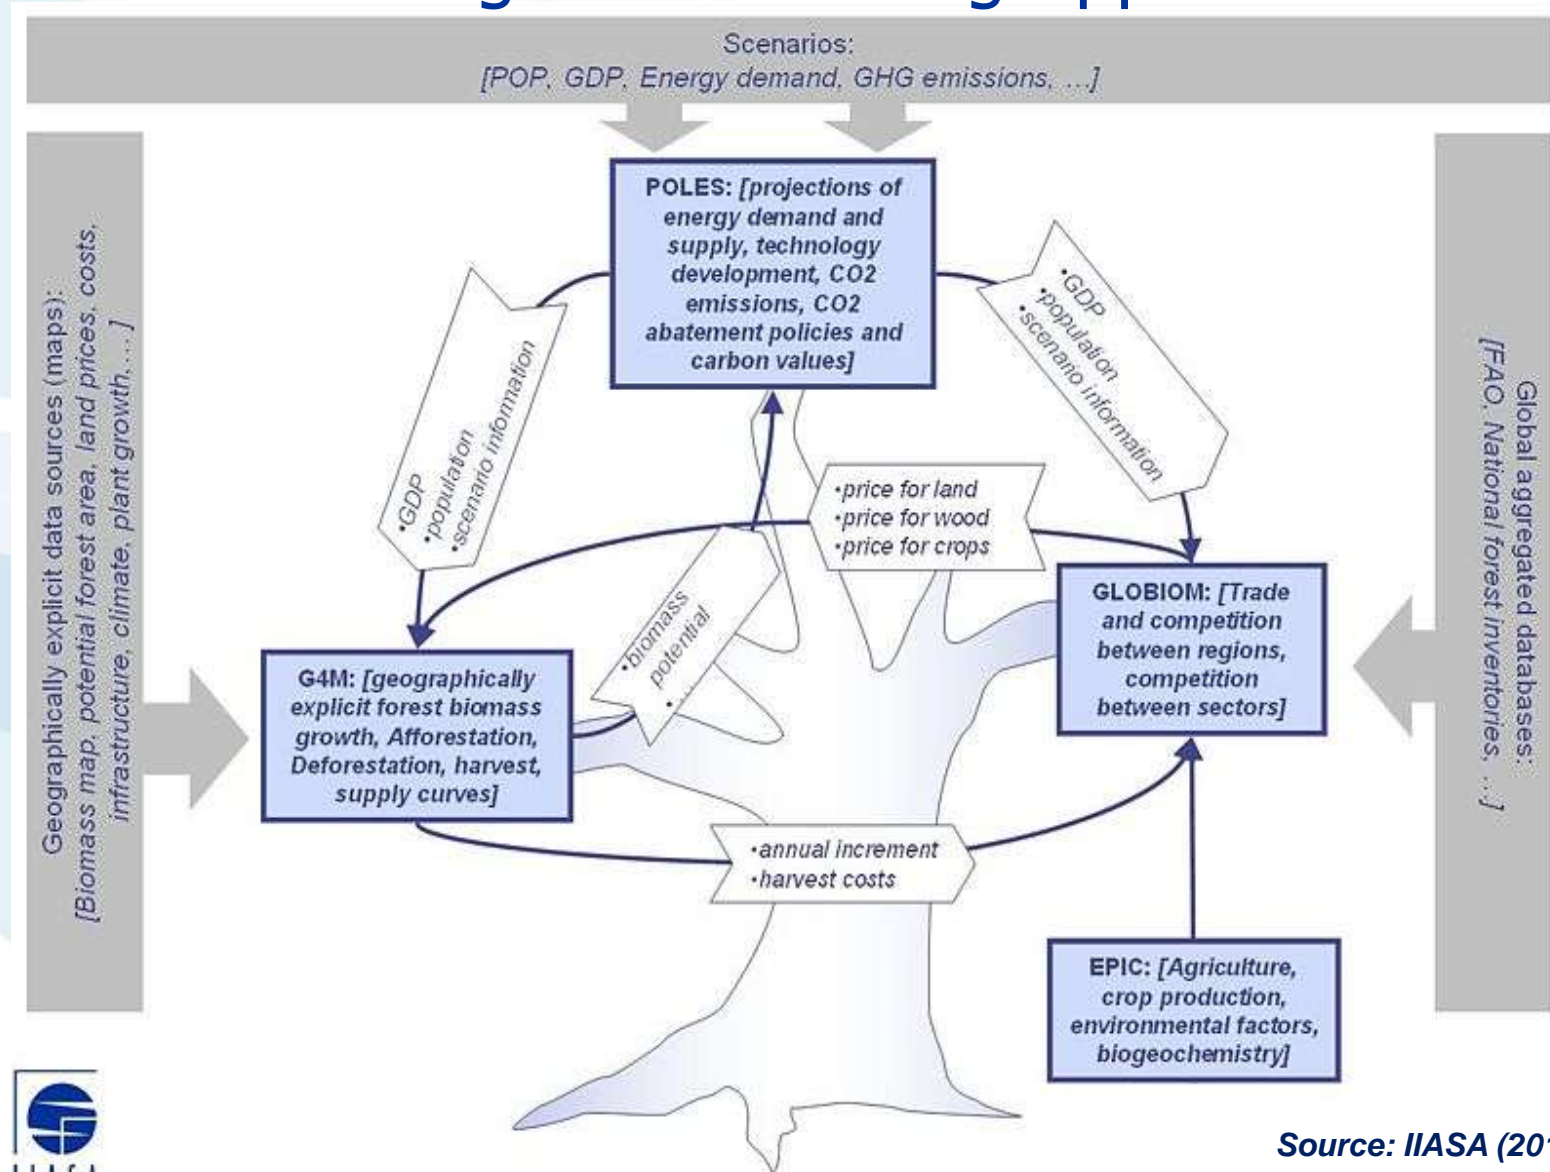 Scenarios:
[POP, GDP, Energy demand, GHG emissions, ...]
Geographically explicit data sources (maps):
[Biomass map, potential forest area, land prices, costs,
infrastructure, climate, plant growth,...]
POLES: [projections of
energy demand and
supply, technology
development, CO2
emissions, CO2
abatement policies and
carbon values]
•GDP
•population
•scenario information
•GDP
•population
•scenario information
•price for land
•price for wood
•price for crops
•biomass
potential
•...
G4M: [geographically
explicit forest biomass
growth, Afforestation,
Deforestation, harvest,
supply curves]
GLOBIOM: [Trade
and competition
between regions,
competition
between sectors]
•annual increment
•harvest costs
EPIC: [Agriculture,
crop production,
environmental factors,
biogeochemistry]
Global aggregated databases:
[FAO, National forest inventories, ...]
Source: IIASA (201